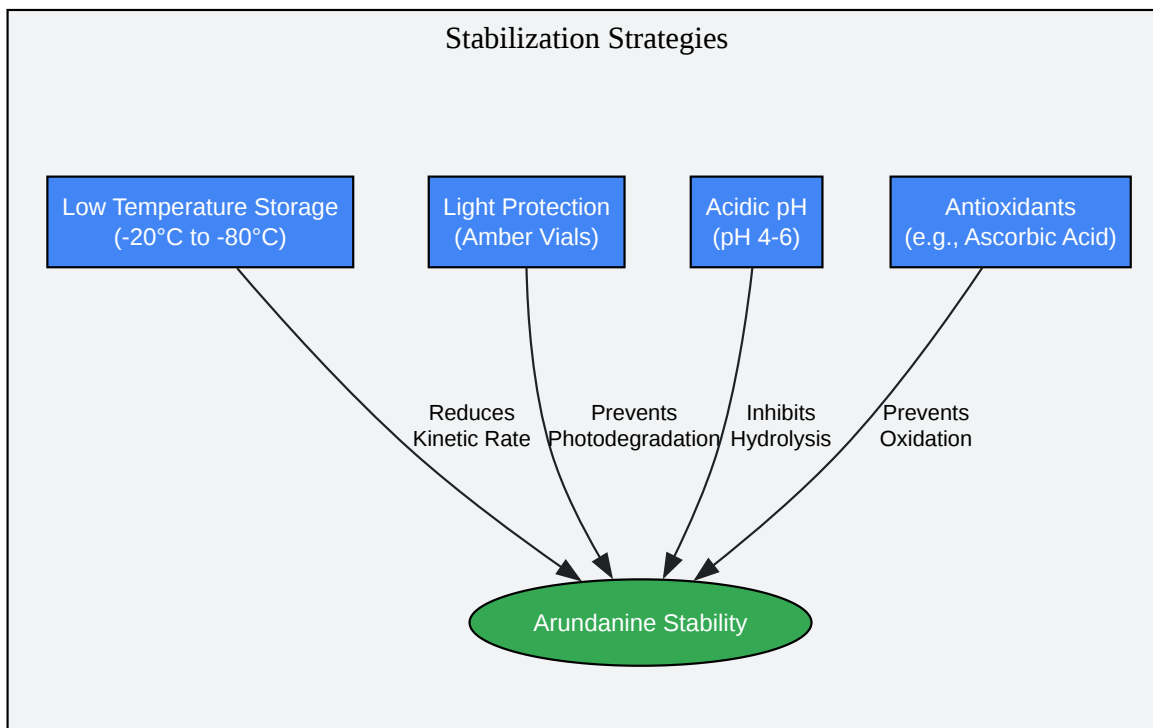 Stabilization Strategies
Low Temperature Storage
(-20°C to -80°C)
Light Protection
(Amber Vials)
Acidic pH
(pH 4-6)
Antioxidants
(e.g., Ascorbic Acid)
Reduces
Kinetic Rate
Prevents
Photodegradation
Inhibits
Hydrolysis
Prevents
Oxidation
Arundanine Stability